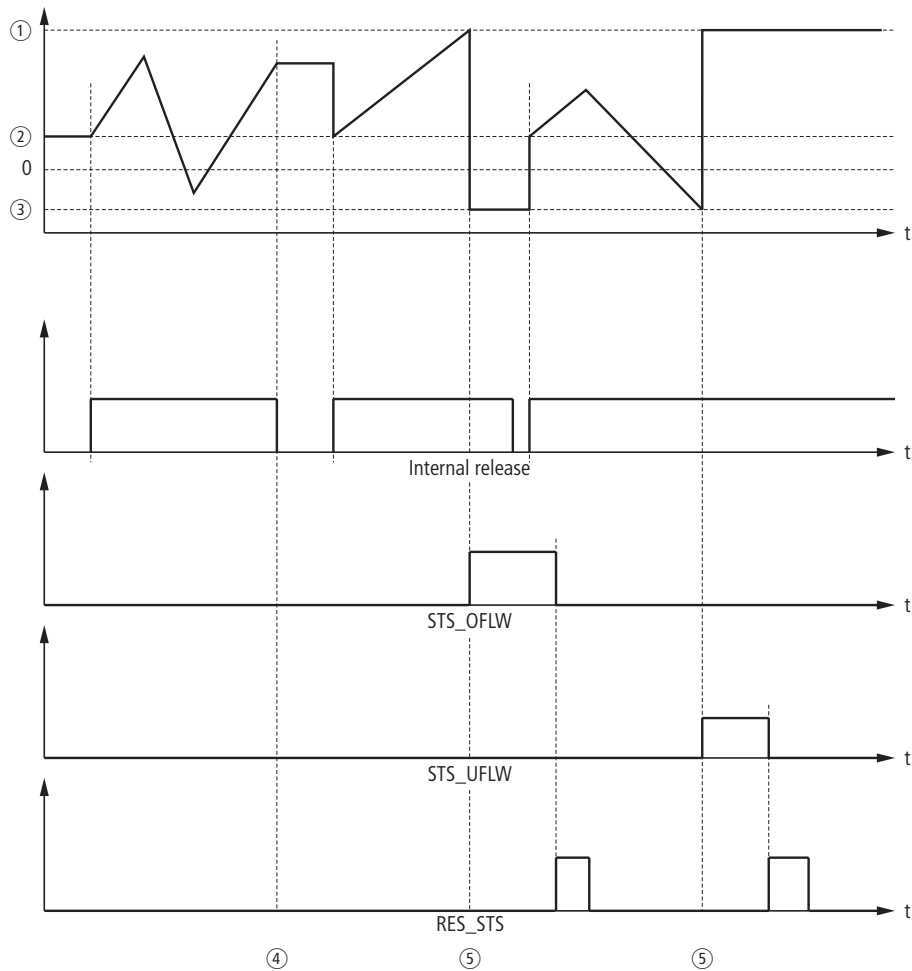 ①
②
0
③
t
t
Internal release
t
STS_OFLW
t
STS_UFLW
t
RES_STS
④ ⑤ ⑤